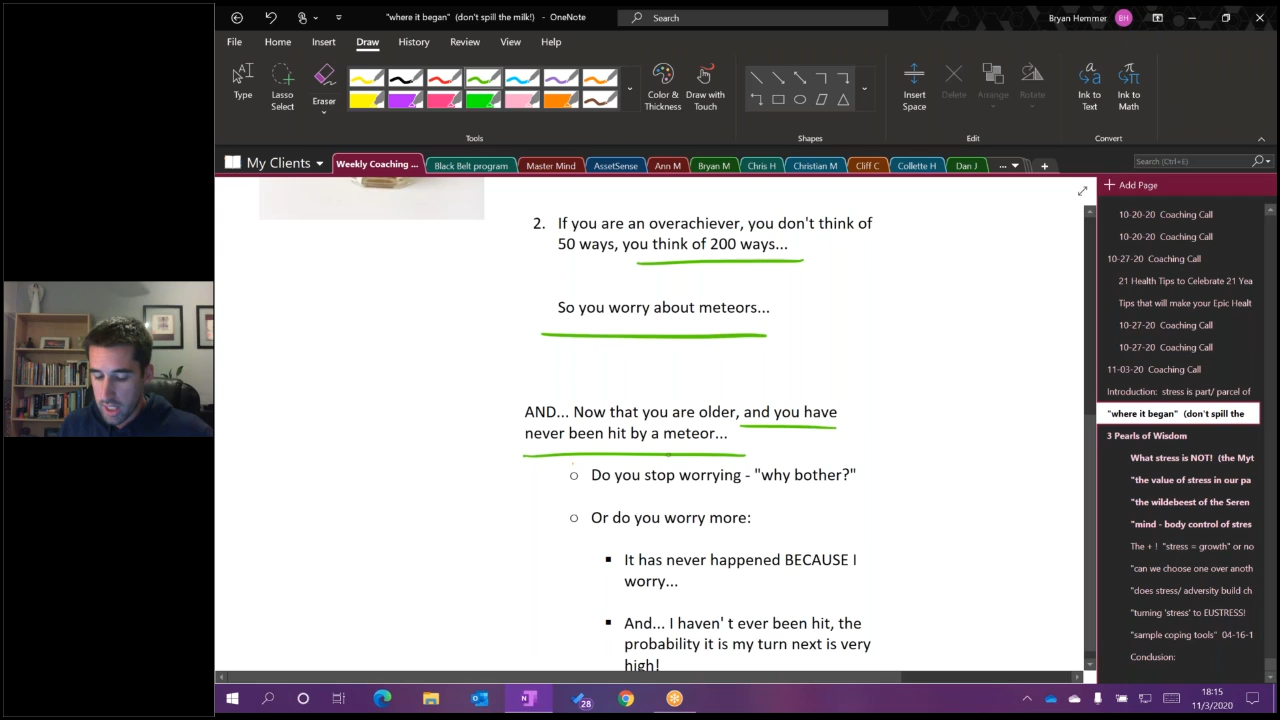 "where it began" (don't spill the milk!) - OneNote
Search
Bryan Hemmer
BH
File Home Insert Draw History Review View Help
Type
Lasso Select
Eraser
Color & Thickness
Draw with Touch
Insert Space
Delete
Arrange
Rotate
Ink to Text
Ink to Math
Tools
Shapes
Edit
Convert
My Clients
Weekly Coaching ...
Black Belt program
Master Mind
AssetSense
Ann M
Bryan M
Chris H
Christian M
Cliff C
Collette H
Dan J
...
Search (Ctrl+E)
Add Page
2. If you are an overachiever, you don't think of
50 ways, you think of 200 ways...
So you worry about meteors...
AND... Now that you are older, and you have
never been hit by a meteor...
Do you stop worrying - "why bother?"
Or do you worry more:
It has never happened BECAUSE I
worry...
And... I haven' t ever been hit, the
probability it is my turn next is very
high!
10-20-20 Coaching Call
10-20-20 Coaching Call
10-27-20 Coaching Call
21 Health Tips to Celebrate 21 Yea
Tips that will make your Epic Healt
10-27-20 Coaching Call
10-27-20 Coaching Call
11-03-20 Coaching Call
Introduction: stress is part/ parcel of
"where it began" (don't spill the
3 Pearls of Wisdom
What stress is NOT! (the Myt
"the value of stress in our pa
"the wildebeest of the Seren
"mind - body control of stres
The + ! "stress = growth" or no
"can we choose one over anoth
"does stress/ adversity build ch
"turning 'stress' to EUSTRESS!
"sample coping tools" 04-16-1
Conclusion:
28
18:15
11/3/2020